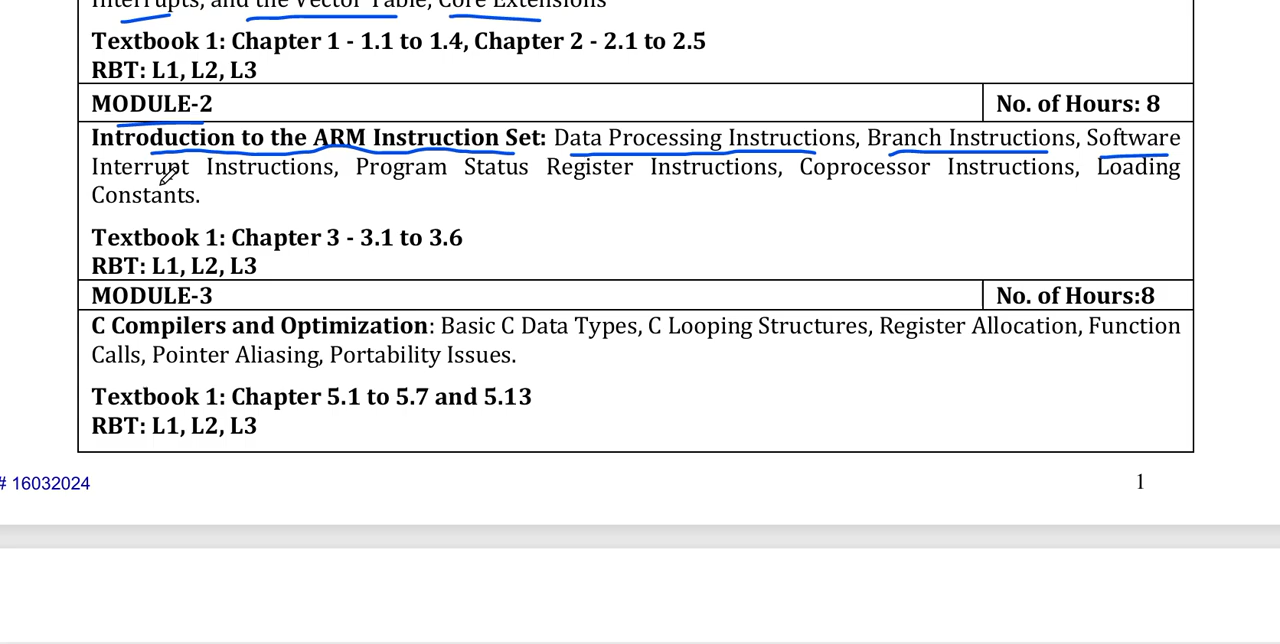 Interrupts, and the Vector Table, Core Extensions
Textbook 1: Chapter 1 - 1.1 to 1.4, Chapter 2 - 2.1 to 2.5
RBT: L1, L2, L3
MODULE-2 No. of Hours: 8
Introduction to the ARM Instruction Set: Data Processing Instructions, Branch Instructions, Software
Interrupt Instructions, Program Status Register Instructions, Coprocessor Instructions, Loading
Constants.
Textbook 1: Chapter 3 - 3.1 to 3.6
RBT: L1, L2, L3
MODULE-3 No. of Hours:8
C Compilers and Optimization: Basic C Data Types, C Looping Structures, Register Allocation, Function
Calls, Pointer Aliasing, Portability Issues.
Textbook 1: Chapter 5.1 to 5.7 and 5.13
RBT: L1, L2, L3
# 16032024 1